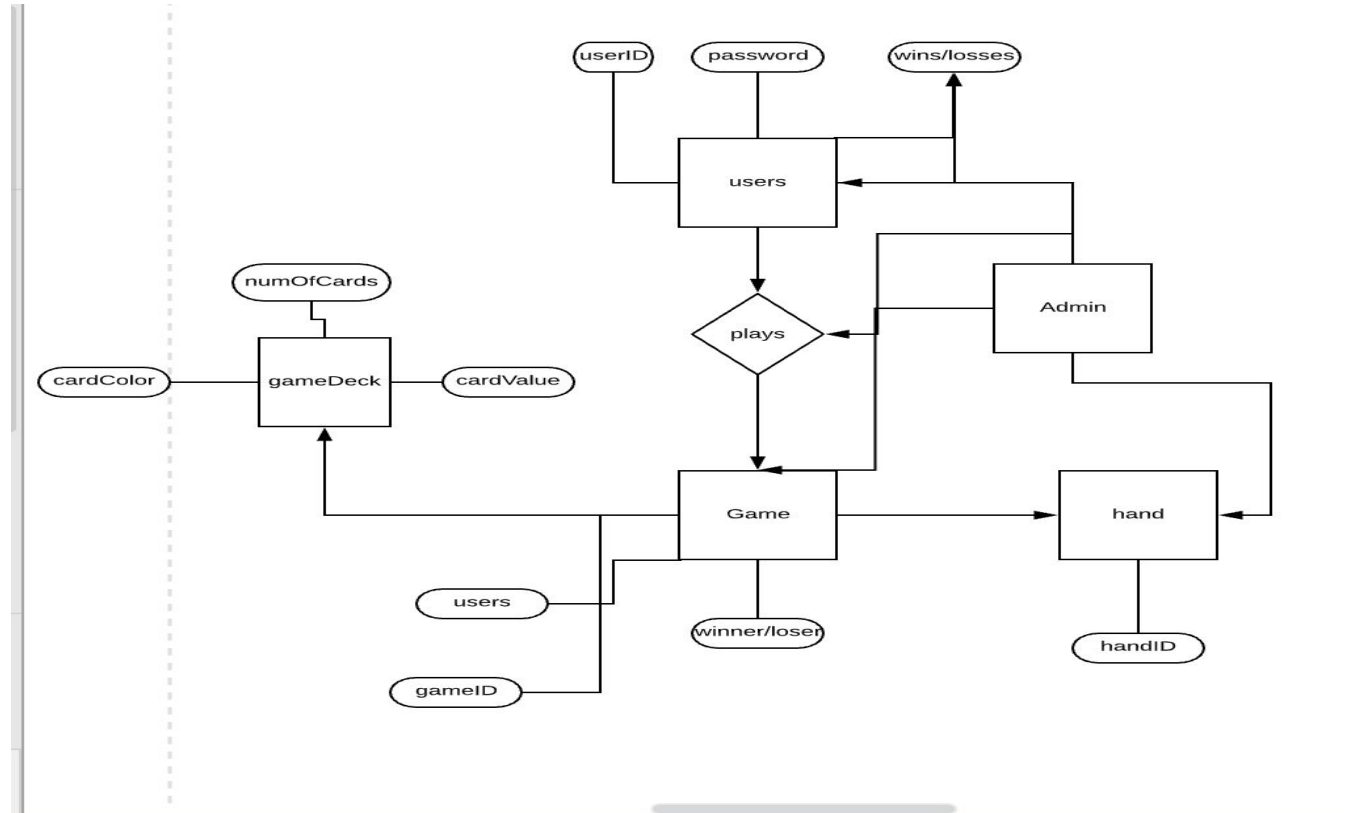 userID
password
wins/losses
users
numOfCards
Admin
plays
cardColor
gameDeck
cardValue
Game
hand
users
winner/loser
handID
gameID